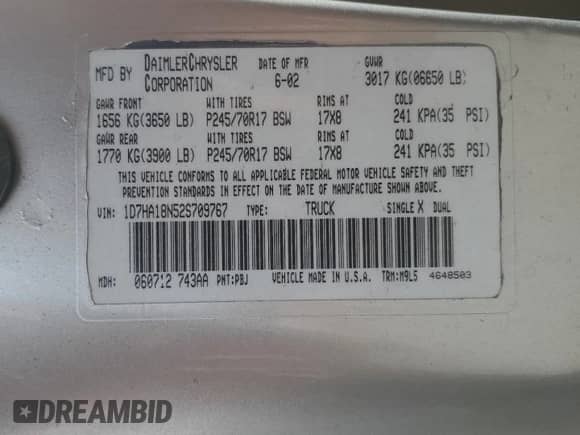 MFD BY DAIMLERCHRYSLER CORPORATION DATE OF MFR 6-02 GVWR 3017 KG(06650 LB)
GAWR FRONT WITH TIRES RIMS AT COLD
1656 KG(3650 LB) P245/70R17 BSW 17X8 241 KPA(35 PSI)
GAWR REAR WITH TIRES RIMS AT COLD
1770 KG(3900 LB) P245/70R17 BSW 17X8 241 KPA(35 PSI)
THIS VEHICLE CONFORMS TO ALL APPLICABLE FEDERAL MOTOR VEHICLE SAFETY AND THEFT
PREVENTION STANDARDS IN EFFECT ON THE DATE OF MANUFACTURE SHOWN ABOVE.
VIN: 1D7HA18N52S709767 TYPE: TRUCK SINGLE X DUAL
MDH: 060712 743AA PNT:PBJ VEHICLE MADE IN U.S.A. TRM:M9L5 4648503
DREAMBID